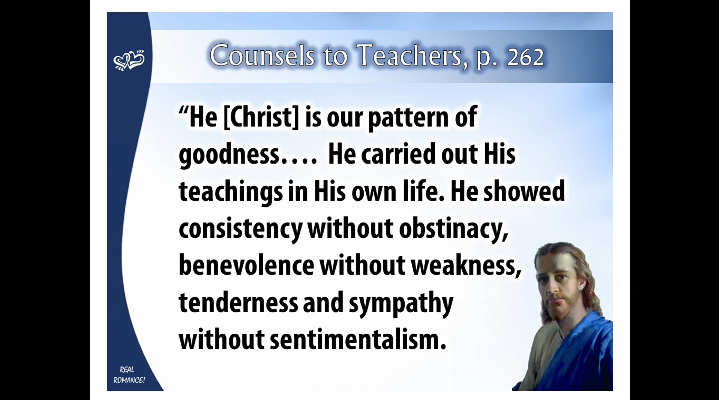 Counsels to Teachers, p. 262
“He [Christ] is our pattern of
goodness.… He carried out His
teachings in His own life. He showed
consistency without obstinacy,
benevolence without weakness,
tenderness and sympathy
without sentimentalism.
REAL
ROMANCE!